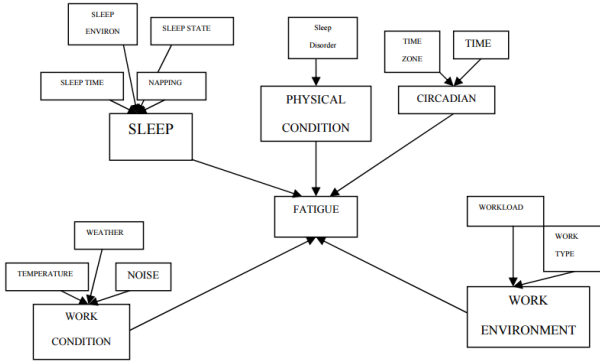 SLEEP
ENVIRON
SLEEP STATE
Sleep
Disorder
TIME
ZONE
TIME
SLEEP TIME
NAPPING
SLEEP
PHYSICAL
CONDITION
CIRCADIAN
FATIGUE
WORKLOAD
WORK
TYPE
WEATHER
TEMPERATURE
NOISE
WORK
CONDITION
WORK
ENVIRONMENT